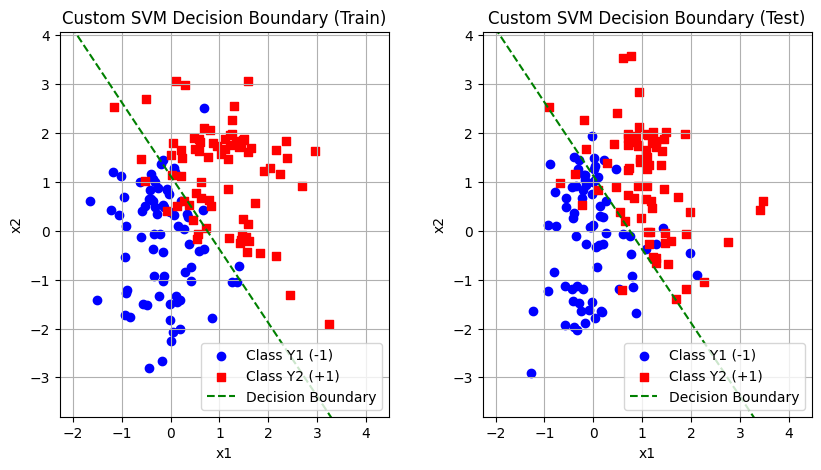 Custom SVM Decision Boundary (Train)
4
3
2
1
0
−1
−2
−3
x2
−2 −1 0 1 2 3 4
x1
Class Y1 (-1)
Class Y2 (+1)
Decision Boundary
Custom SVM Decision Boundary (Test)
4
3
2
1
0
−1
−2
−3
x2
−2 −1 0 1 2 3 4
x1
Class Y1 (-1)
Class Y2 (+1)
Decision Boundary